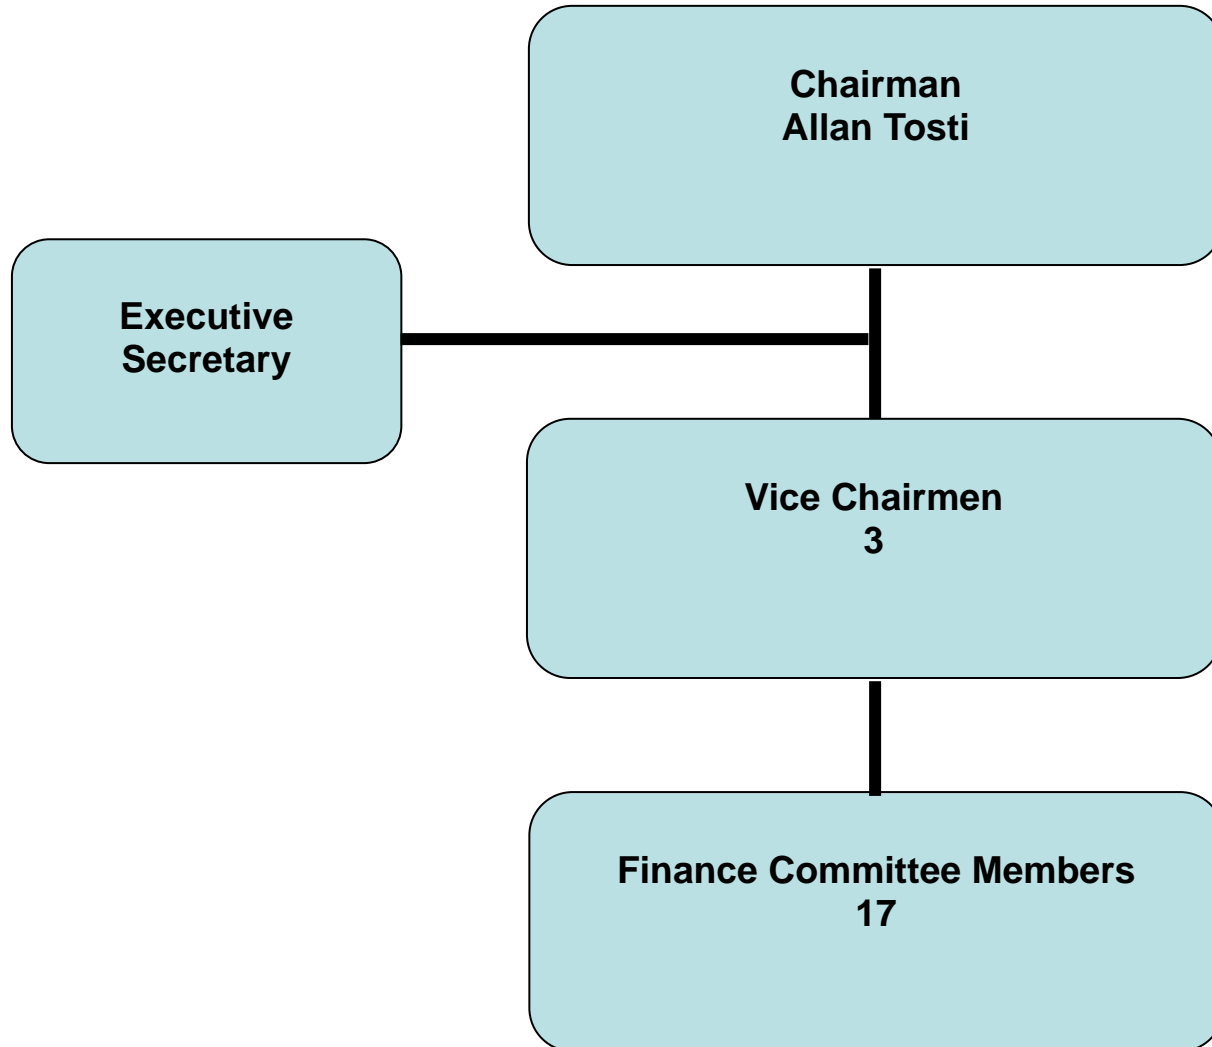 Chairman
Allan Tosti
Executive
Secretary
Vice Chairmen
3
Finance Committee Members
17